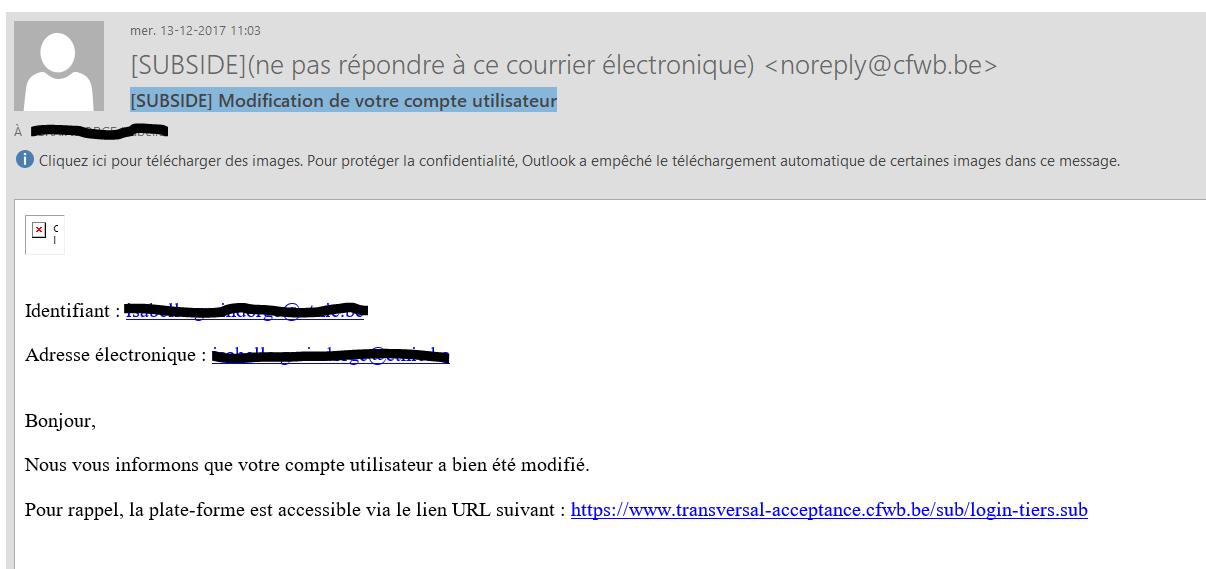 mer. 13-12-2017 11:03
[SUBSIDE](ne pas répondre à ce courrier électronique) <noreply@cfwb.be>
[SUBSIDE] Modification de votre compte utilisateur
À
Cliquez ici pour télécharger des images. Pour protéger la confidentialité, Outlook a empêché le téléchargement automatique de certaines images dans ce message.
Identifiant :
Adresse électronique :
Bonjour,
Nous vous informons que votre compte utilisateur a bien été modifié.
Pour rappel, la plate-forme est accessible via le lien URL suivant : https://www.transversal-acceptance.cfwb.be/sub/login-tiers.sub